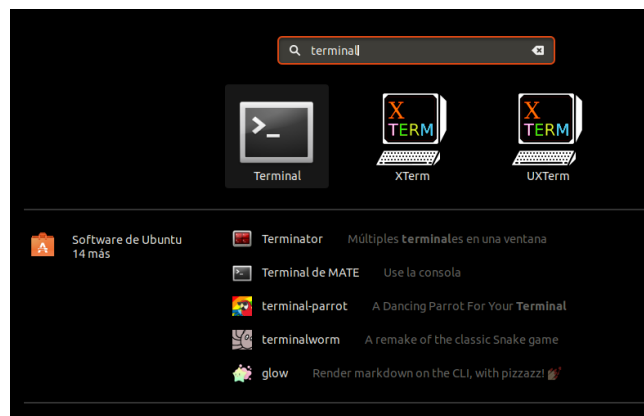 terminal
>_
X
TERM
X
TERM
Terminal
XTerm
UXTerm
Software de Ubuntu
14 más
Terminator Múltiples terminales en una ventana
Terminal de MATE Use la consola
terminal-parrot A Dancing Parrot For Your Terminal
terminalworm A remake of the classic Snake game
glow Render markdown on the CLI, with pizzazz!